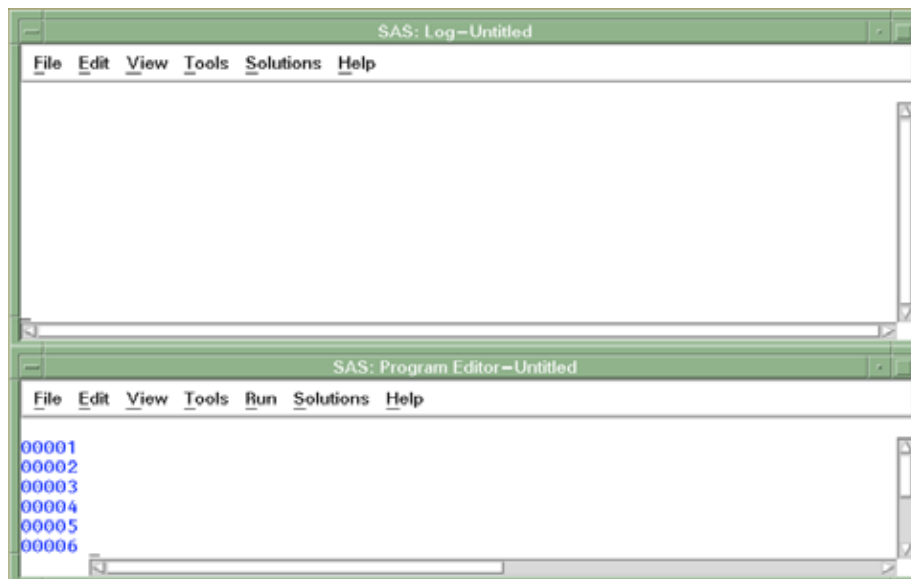 SAS: Log–Untitled
File Edit View Tools Solutions Help
SAS: Program Editor–Untitled
File Edit View Tools Run Solutions Help
00001
00002
00003
00004
00005
00006